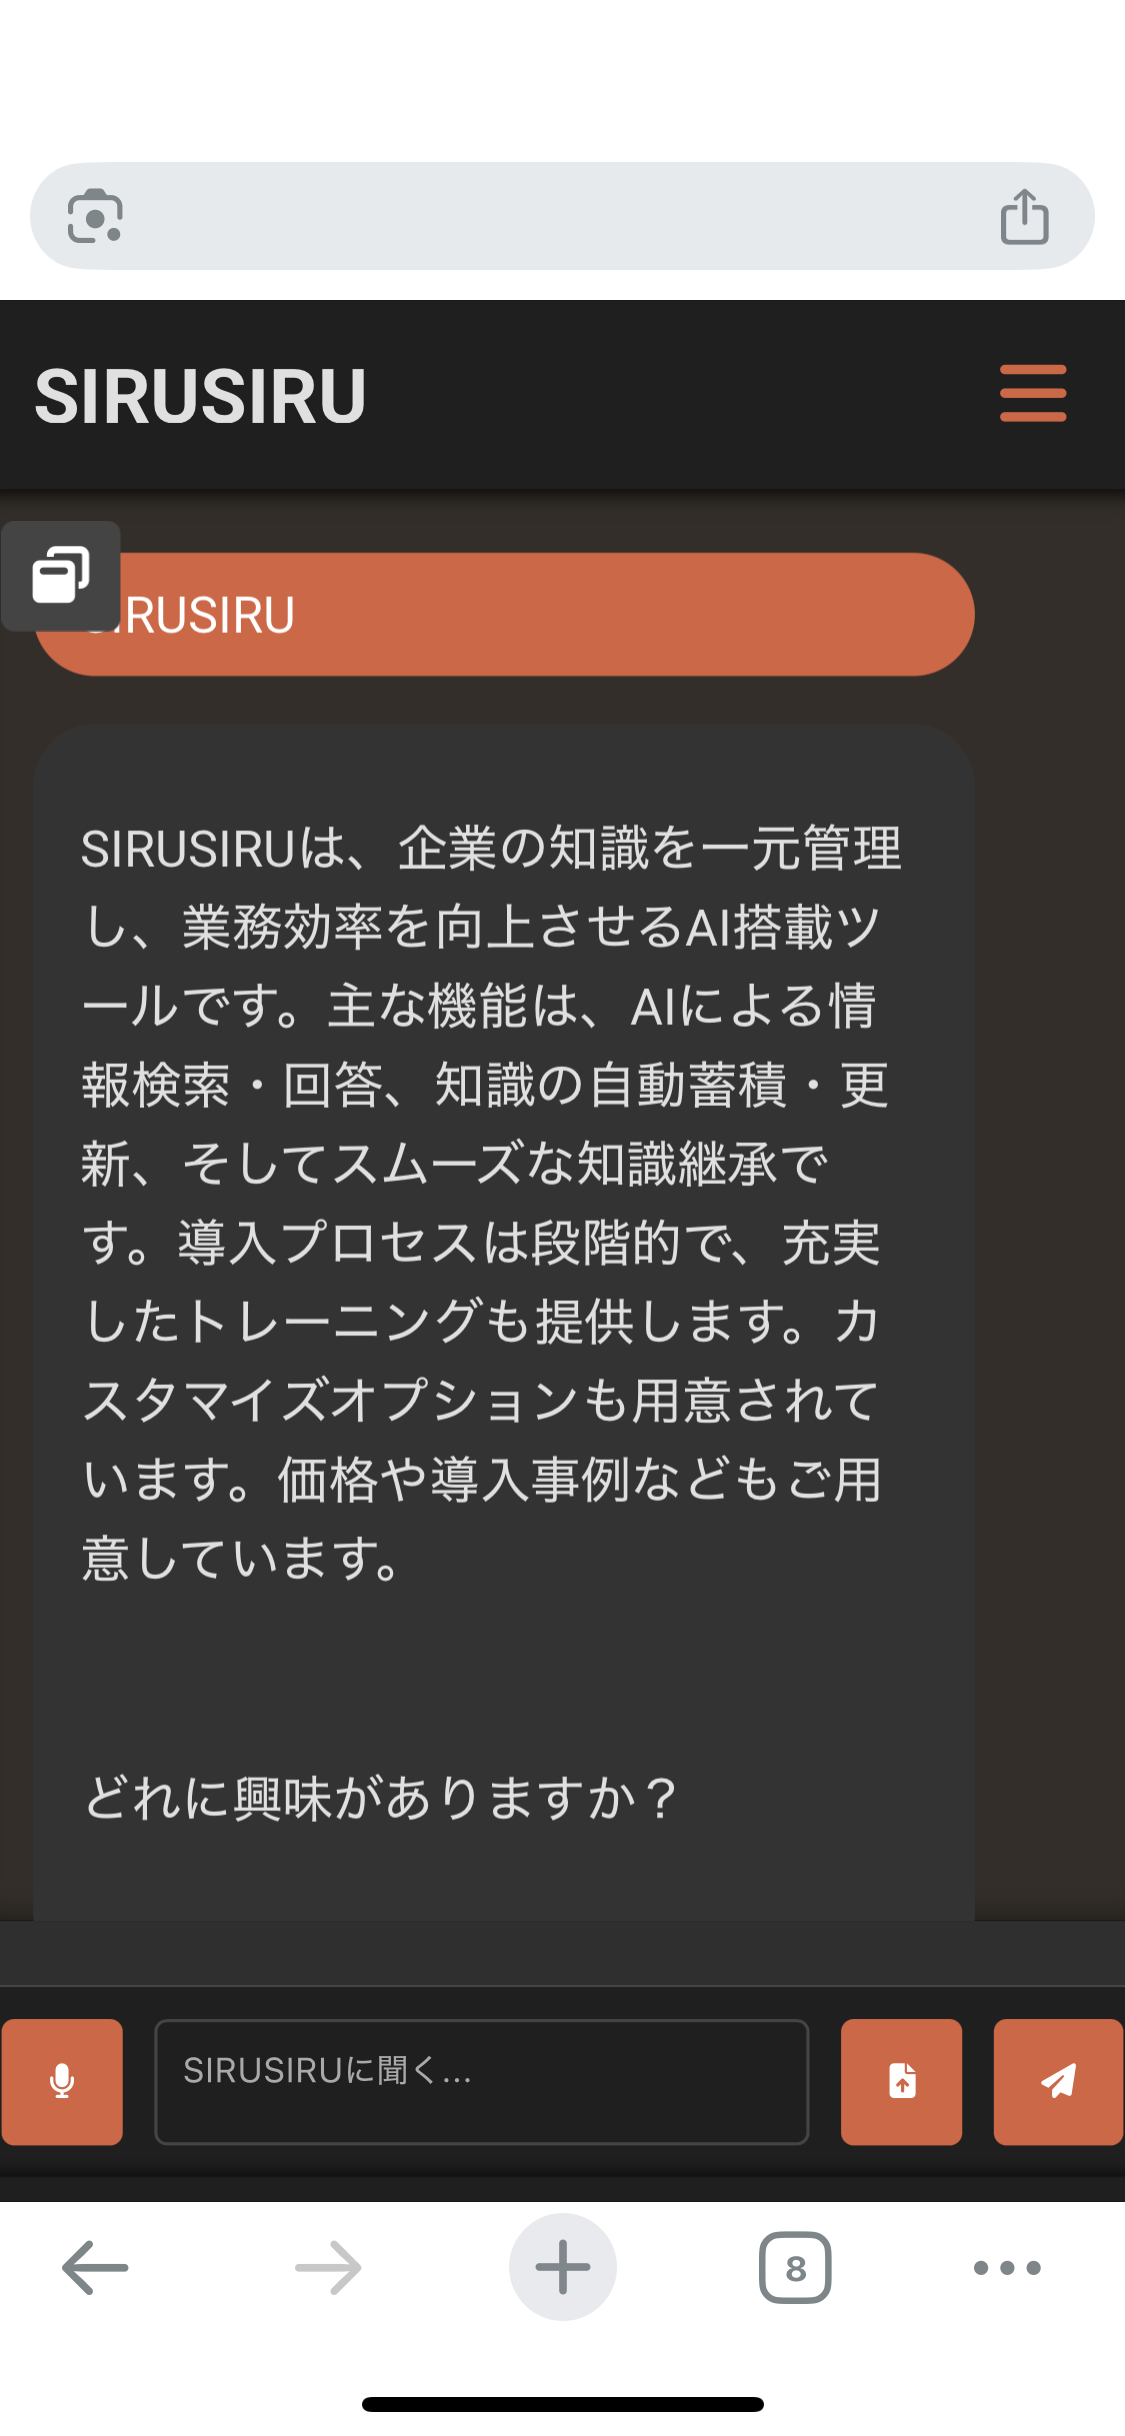 SIRUSIRU
SIRUSIRU
SIRUSIRUは、企業の知識を一元管理
し、業務効率を向上させるAI搭載ツ
ールです。主な機能は、AIによる情
報検索・回答、知識の自動蓄積・更
新、そしてスムーズな知識継承で
す。導入プロセスは段階的で、充実
したトレーニングも提供します。カ
スタマイズオプションも用意されて
います。価格や導入事例などもご用
意しています。
どれに興味がありますか？
SIRUSIRUに聞く...
8